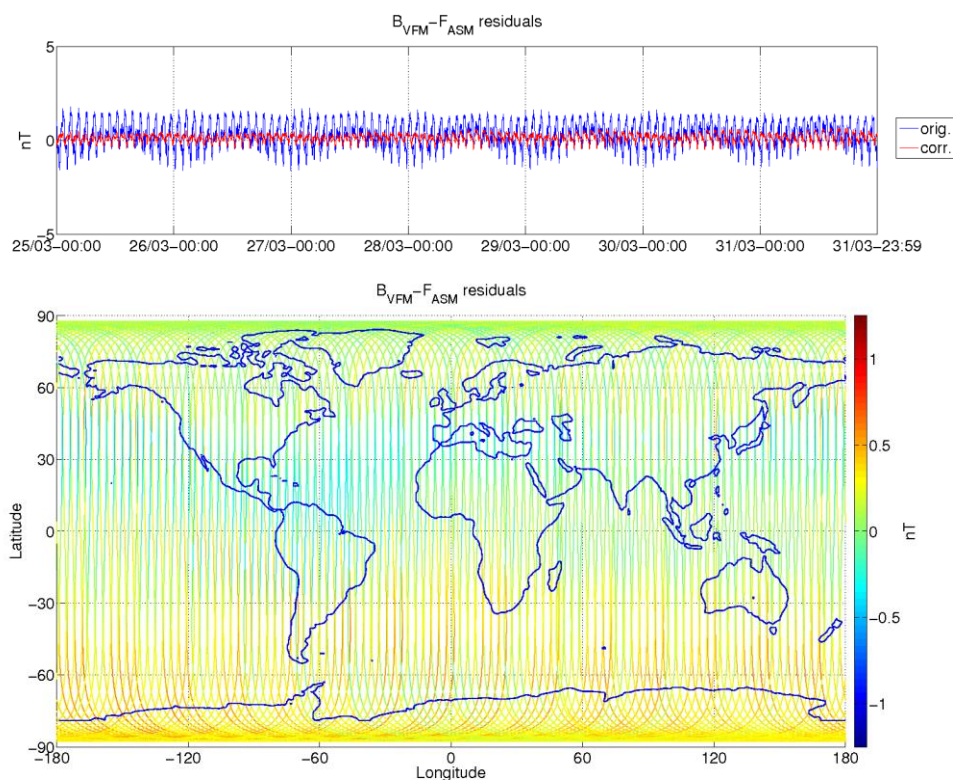 B_VFM−F_ASM residuals
5
nT
0
−5
orig.
corr.
25/03−00:00 26/03−00:00 27/03−00:00 28/03−00:00 29/03−00:00 30/03−00:00 31/03−00:00 31/03−23:59
B_VFM−F_ASM residuals
90
60
30
Latitude
0
−30
−60
−90
−180 −120 −60 0 60 120 180
Longitude
1
0.5
0
nT
−0.5
−1